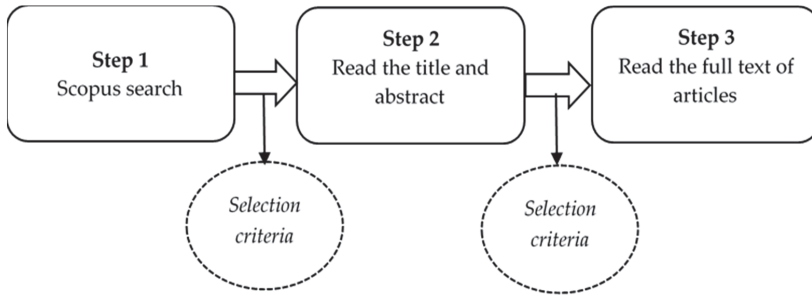 Step 1
Scopus search
Step 2
Read the title and
abstract
Step 3
Read the full text of
articles
Selection
criteria
Selection
criteria